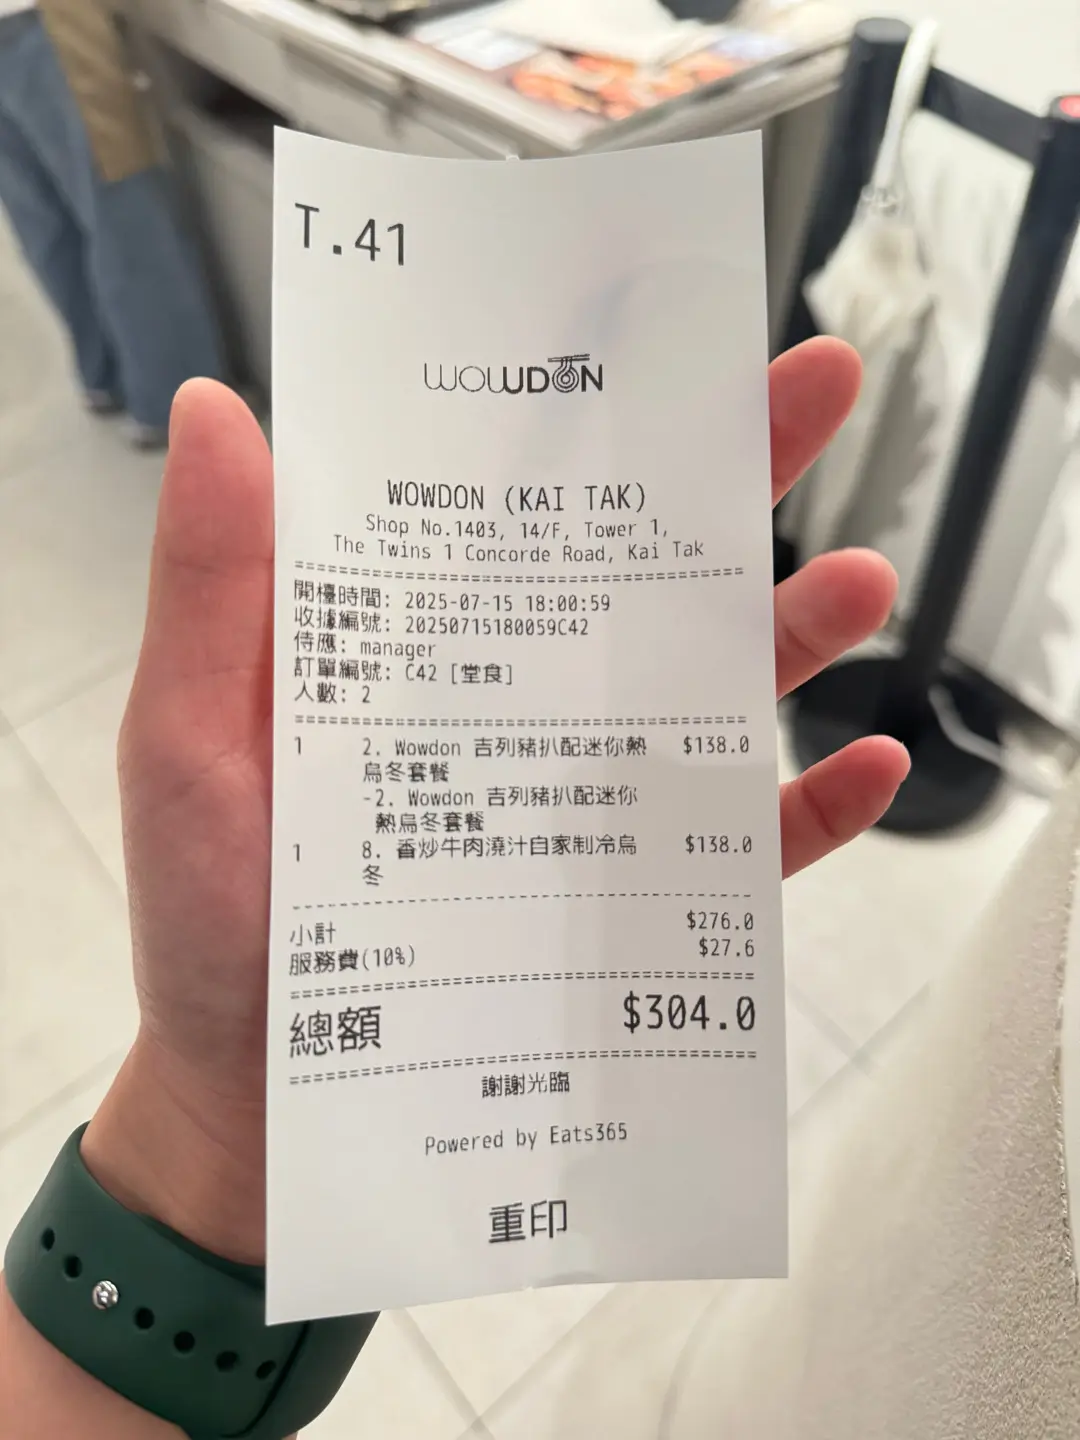 T.41
WOWDON
WOWDON (KAI TAK)
Shop No.1403, 14/F, Tower 1,
The Twins 1 Concorde Road, Kai Tak
開檯時間: 2025-07-15 18:00:59
收據編號: 20250715180059C42
侍應: manager
訂單編號: C42 [堂食]
人數: 2
1 2. Wowdon 吉列豬扒配迷你熱 $138.0
烏冬套餐
-2. Wowdon 吉列豬扒配迷你
熱烏冬套餐
1 8. 香炒牛肉澆汁自家制冷烏 $138.0
冬
小計 $276.0
服務費(10%) $27.6
總額 $304.0
謝謝光臨
Powered by Eats365
重印